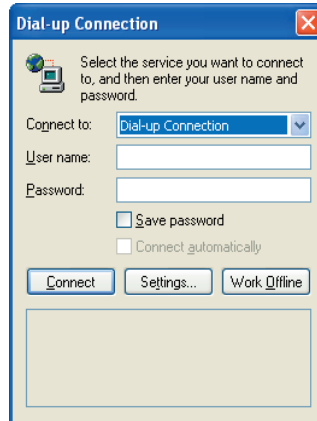 Dial-up Connection
Select the service you want to connect
to, and then enter your user name and
password.
Connect to: Dial-up Connection
User name:
Password:
Save password
Connect automatically
Connect Settings... Work Offline